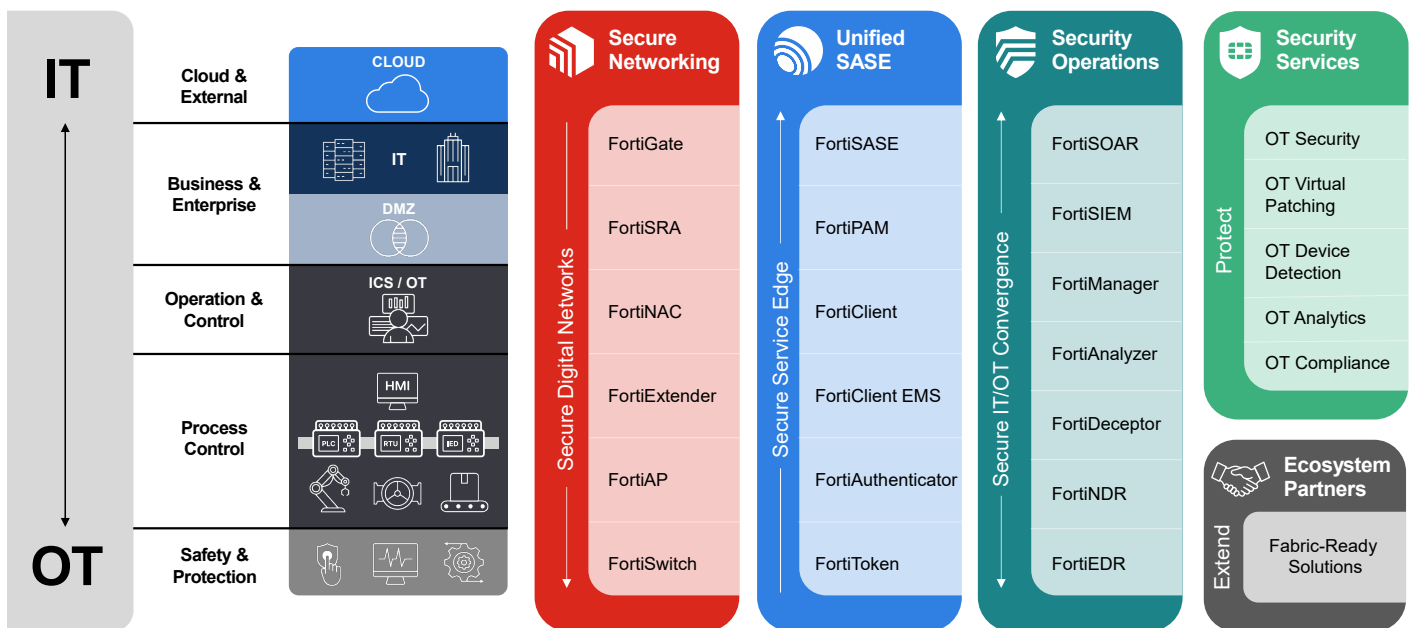 IT
OT
Cloud &
External
Business &
Enterprise
Operation &
Control
Process
Control
Safety &
Protection
CLOUD
IT
DMZ
ICS / OT
HMI
PLC
RTU
IED
Secure
Networking
Secure Digital Networks
FortiGate
FortiSRA
FortiNAC
FortiExtender
FortiAP
FortiSwitch
Unified
SASE
Secure Service Edge
FortiSASE
FortiPAM
FortiClient
FortiClient EMS
FortiAuthenticator
FortiToken
Security
Operations
Secure IT/OT Convergence
FortiSOAR
FortiSIEM
FortiManager
FortiAnalyzer
FortiDeceptor
FortiNDR
FortiEDR
Security
Services
Protect
OT Security
OT Virtual
Patching
OT Device
Detection
OT Analytics
OT Compliance
Ecosystem
Partners
Extend
Fabric-Ready
Solutions